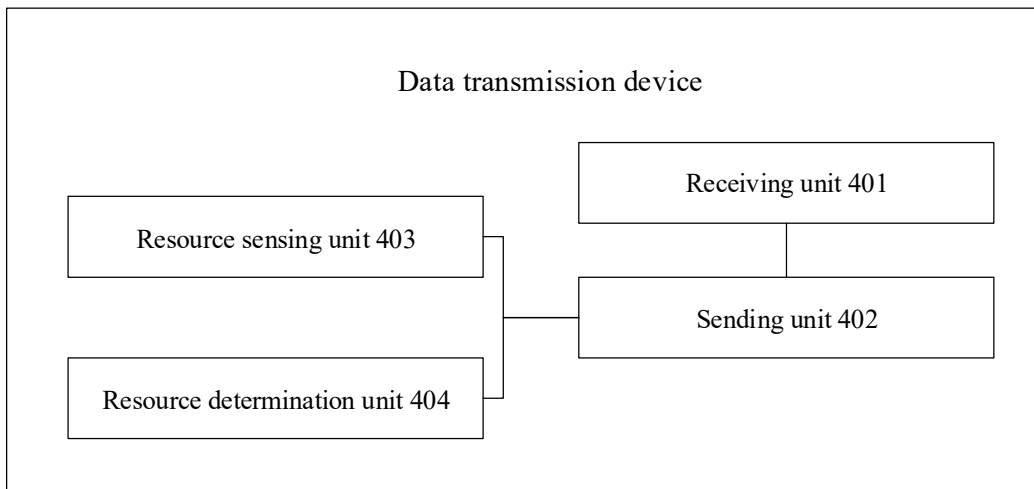 Data transmission device
Receiving unit 401
Resource sensing unit 403
Sending unit 402
Resource determination unit 404